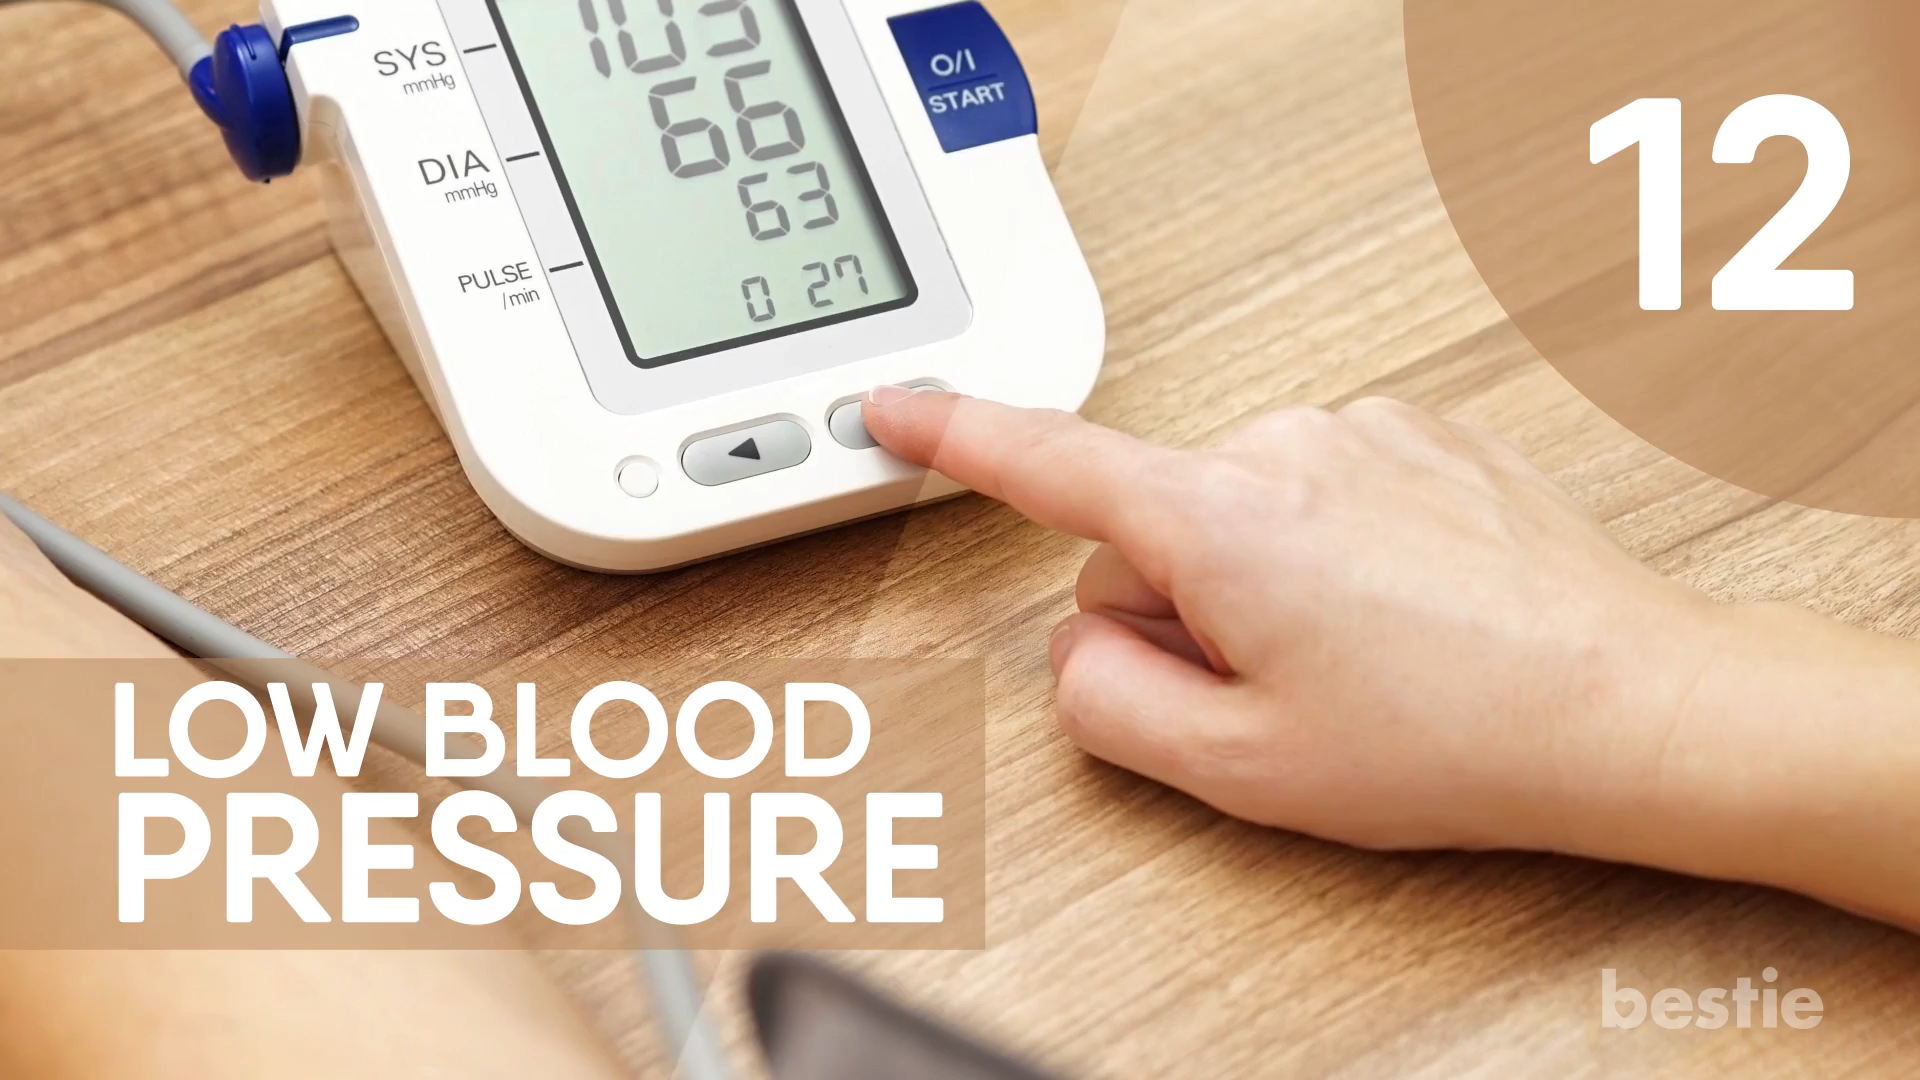 SYS
mmHg
66
DIA
mmHg
63
PULSE
/min
0 27
O/I
START
12
LOW BLOOD
PRESSURE
bestie